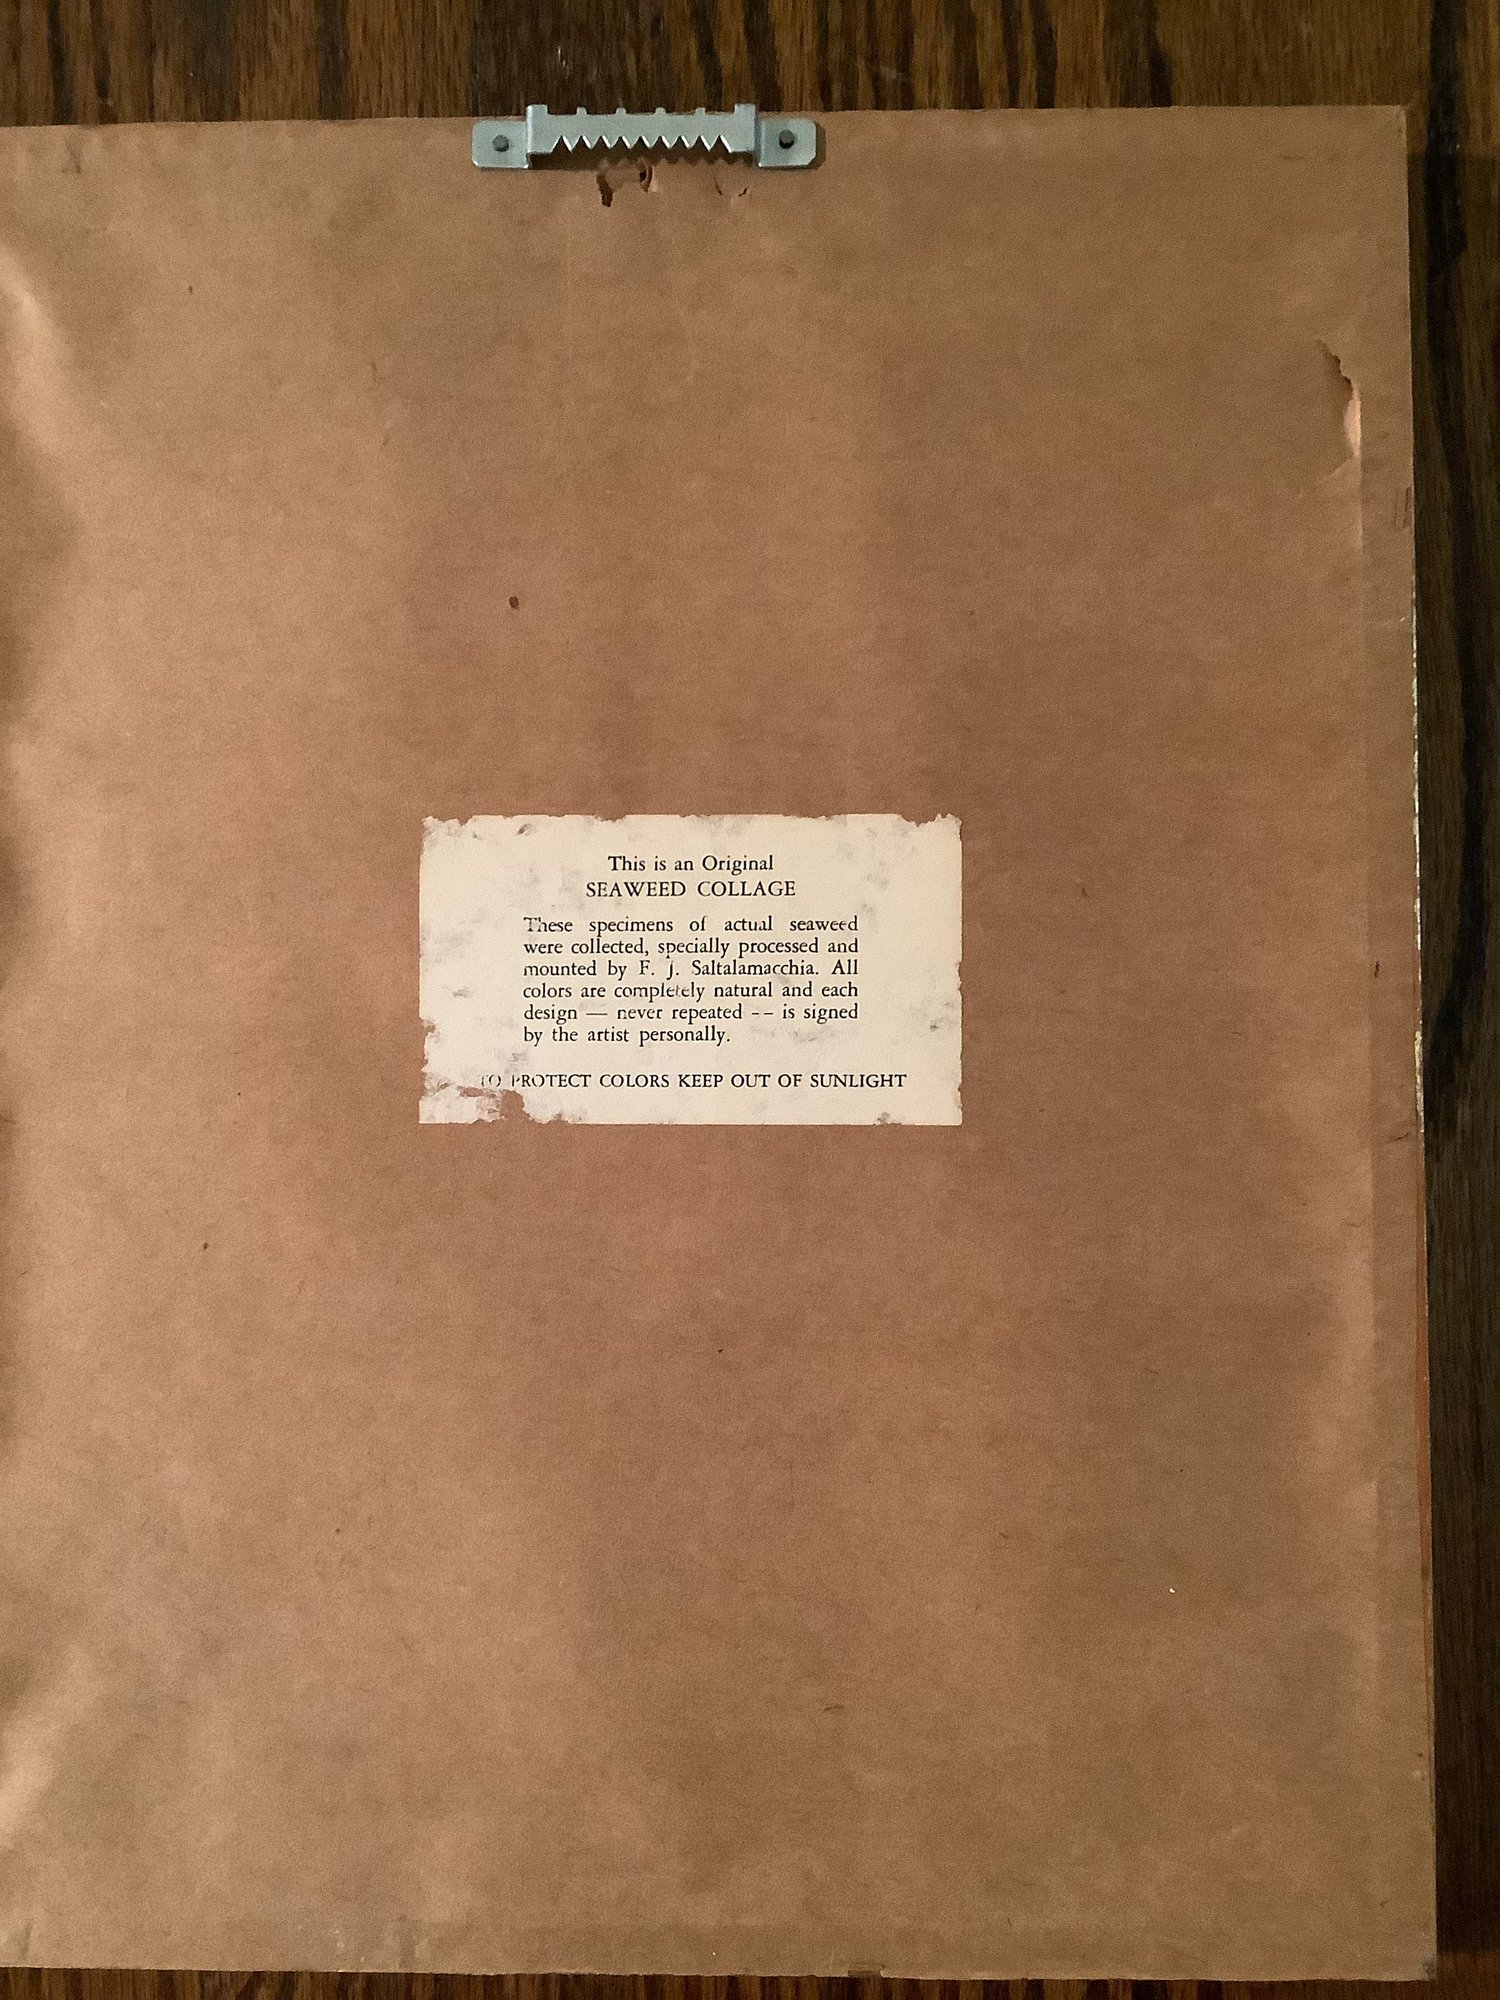 This is an Original
SEAWEED COLLAGE
These specimens of actual seaweed
were collected, specially processed and
mounted by F. J. Saltalamacchia. All
colors are completely natural and each
design — never repeated -- is signed
by the artist personally.
TO PROTECT COLORS KEEP OUT OF SUNLIGHT